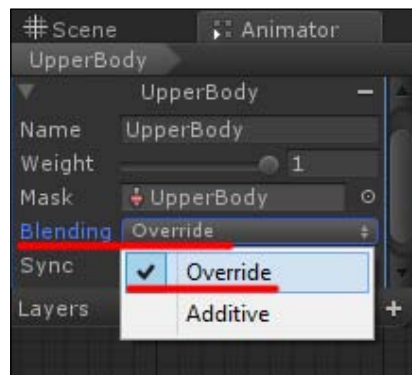 Scene Animator
UpperBody
UpperBody
Name UpperBody
Weight 1
Mask UpperBody
Blending Override
Sync Override
Layers Additive